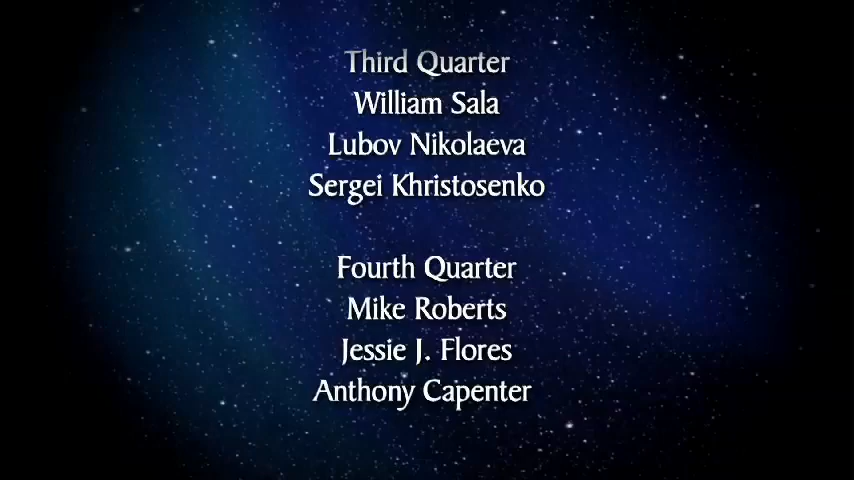 Third Quarter
William Sala
Lubov Nikolaeva
Sergei Khristosenko
Fourth Quarter
Mike Roberts
Jessie J. Flores
Anthony Capenter